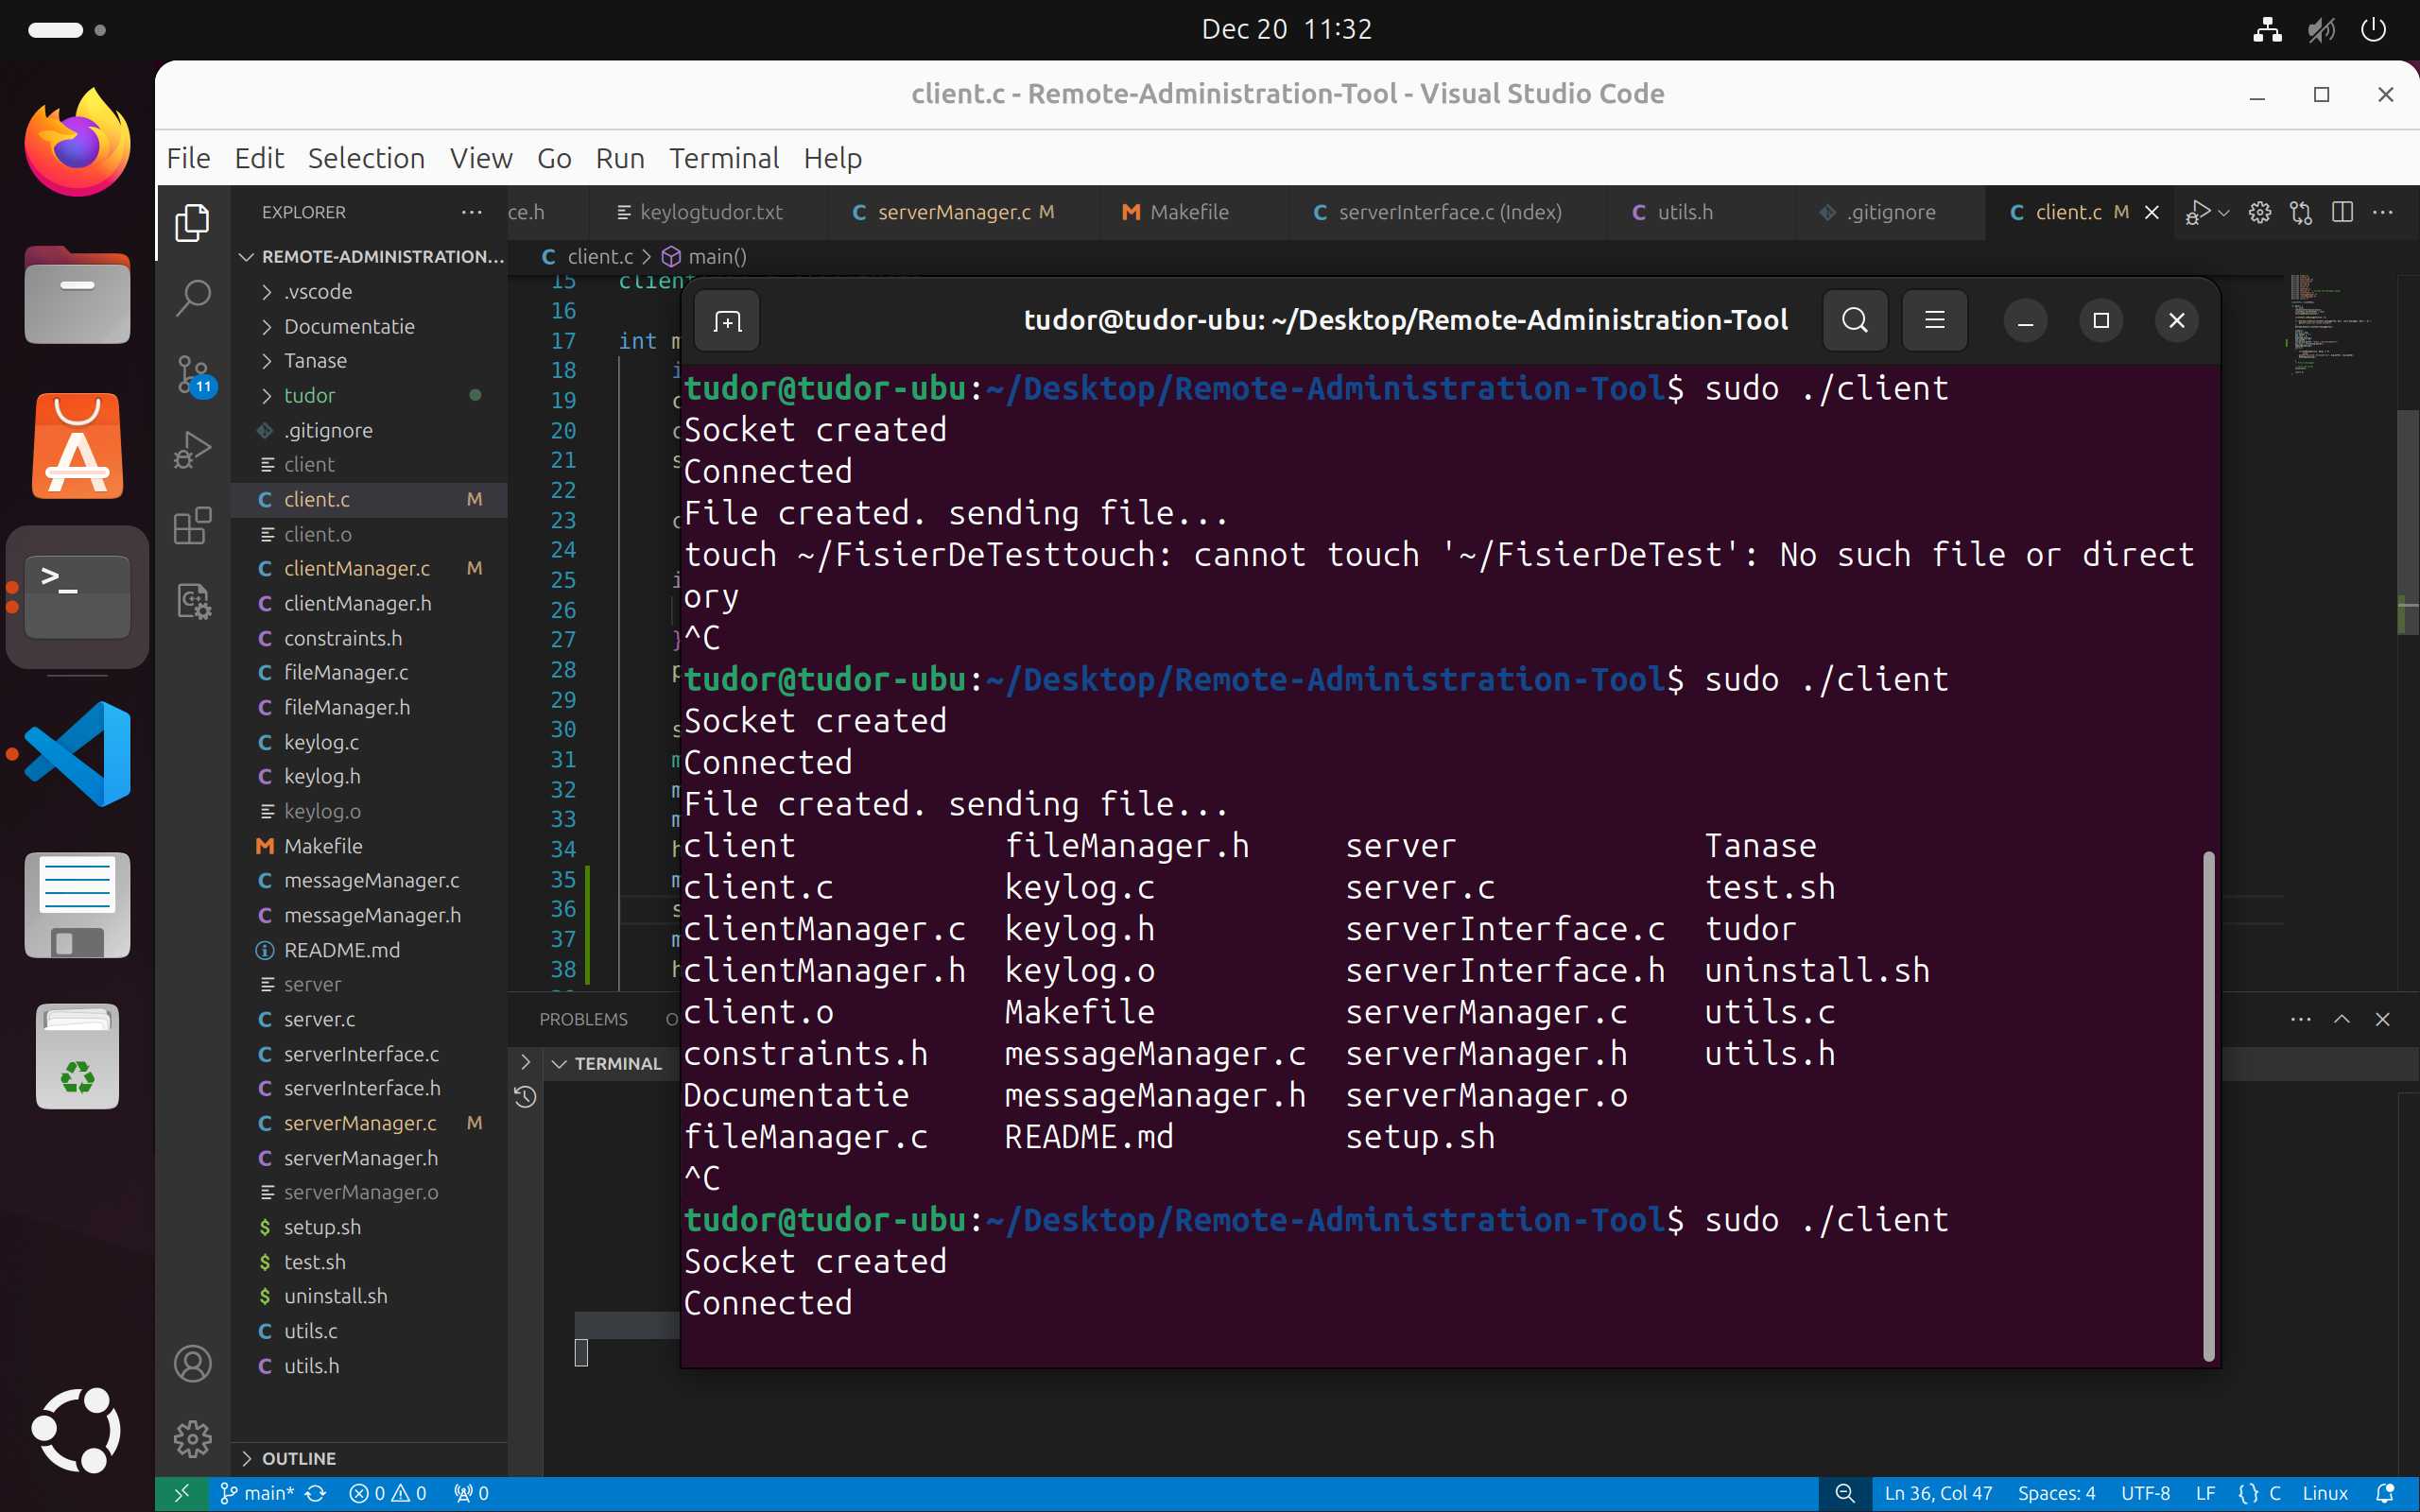 Dec 20 11:32
client.c - Remote-Administration-Tool - Visual Studio Code
File Edit Selection View Go Run Terminal Help
EXPLORER
ce.h keylogtudor.txt C serverManager.c M M Makefile C serverInterface.c (Index) C utils.h .gitignore C client.c M
REMOTE-ADMINISTRATION...
C client.c > main()
.vscode
Documentatie
Tanase
tudor
.gitignore
client
C client.c M
client.o
C clientManager.c M
C clientManager.h
C constraints.h
C fileManager.c
C fileManager.h
C keylog.c
C keylog.h
keylog.o
M Makefile
C messageManager.c
C messageManager.h
README.md
server
C server.c
C serverInterface.c
C serverInterface.h
C serverManager.c M
C serverManager.h
serverManager.o
$ setup.sh
$ test.sh
$ uninstall.sh
C utils.c
C utils.h
OUTLINE
11
15 client
16
17 int m
18 i
19 c
20 c
21 s
22
23 c
24
25 i
26
27 }
28 p
29
30 s
31 m
32 m
33 m
34 h
35 m
36 s
37 m
38 h
tudor@tudor-ubu: ~/Desktop/Remote-Administration-Tool
tudor@tudor-ubu:~/Desktop/Remote-Administration-Tool$ sudo ./client
Socket created
Connected
File created. sending file...
touch ~/FisierDeTesttouch: cannot touch '~/FisierDeTest': No such file or direct
ory
^C
tudor@tudor-ubu:~/Desktop/Remote-Administration-Tool$ sudo ./client
Socket created
Connected
File created. sending file...
client fileManager.h server Tanase
client.c keylog.c server.c test.sh
clientManager.c keylog.h serverInterface.c tudor
clientManager.h keylog.o serverInterface.h uninstall.sh
client.o Makefile serverManager.c utils.c
constraints.h messageManager.c serverManager.h utils.h
Documentatie messageManager.h serverManager.o
fileManager.c README.md setup.sh
^C
tudor@tudor-ubu:~/Desktop/Remote-Administration-Tool$ sudo ./client
Socket created
Connected
PROBLEMS O
TERMINAL
main* 0 0 0
Ln 36, Col 47 Spaces: 4 UTF-8 LF {} C Linux